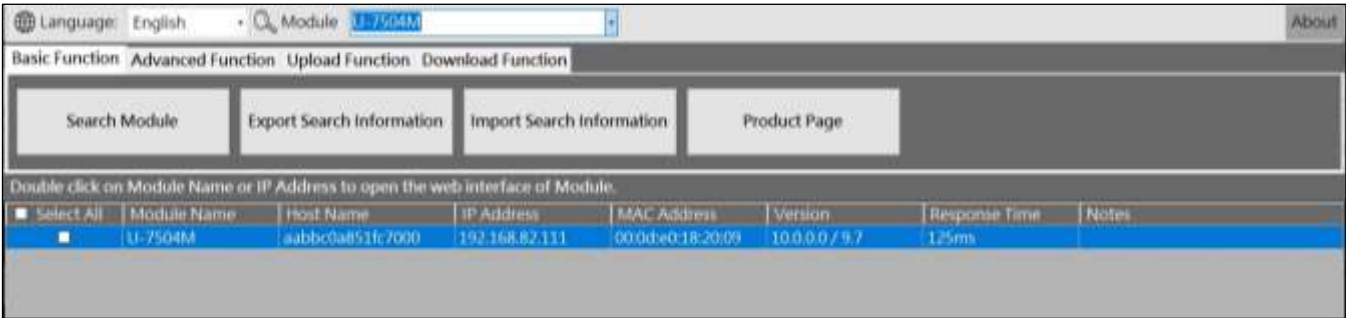 Language: English Module U-7504M About
Basic Function Advanced Function Upload Function Download Function
Search Module Export Search Information Import Search Information Product Page
Double click on Module Name or IP Address to open the web interface of Module.
Select All Module Name Host Name IP Address MAC Address Version Response Time Notes
U-7504M aabbc0a851fc7000 192.168.82.111 00:0d:e0:18:20:09 10.0.0.0 / 9.7 125ms